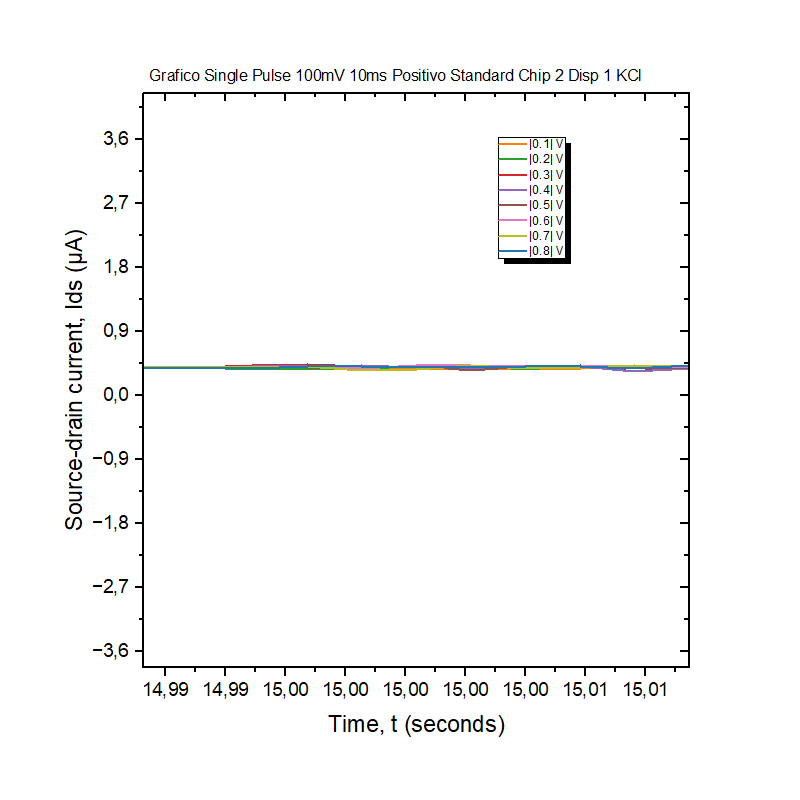 Grafico Single Pulse 100mV 10ms Positivo Standard Chip 2 Disp 1 KCl
|0.1| V
|0.2| V
|0.3| V
|0.4| V
|0.5| V
|0.6| V
|0.7| V
|0.8| V
3,6
2,7
1,8
0,9
0,0
−0,9
−1,8
−2,7
−3,6
Source-drain current, Ids (µA)
14,99 14,99 15,00 15,00 15,00 15,00 15,00 15,01 15,01
Time, t (seconds)